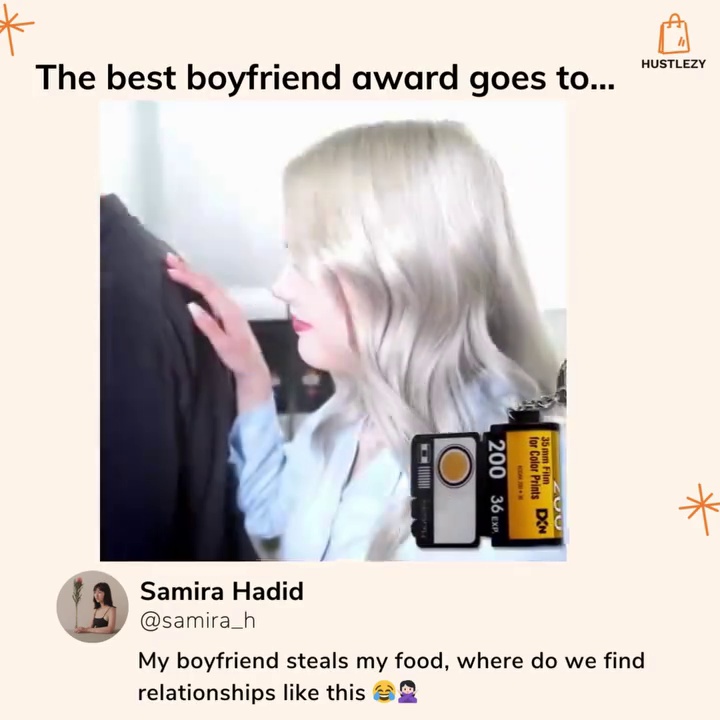 HUSTLEZY
The best boyfriend award goes to...
35mm Film
for Color Prints
DXN
200
36 EXP.
Samira Hadid
@samira_h
My boyfriend steals my food, where do we find
relationships like this 😂🤷🏻‍♀️